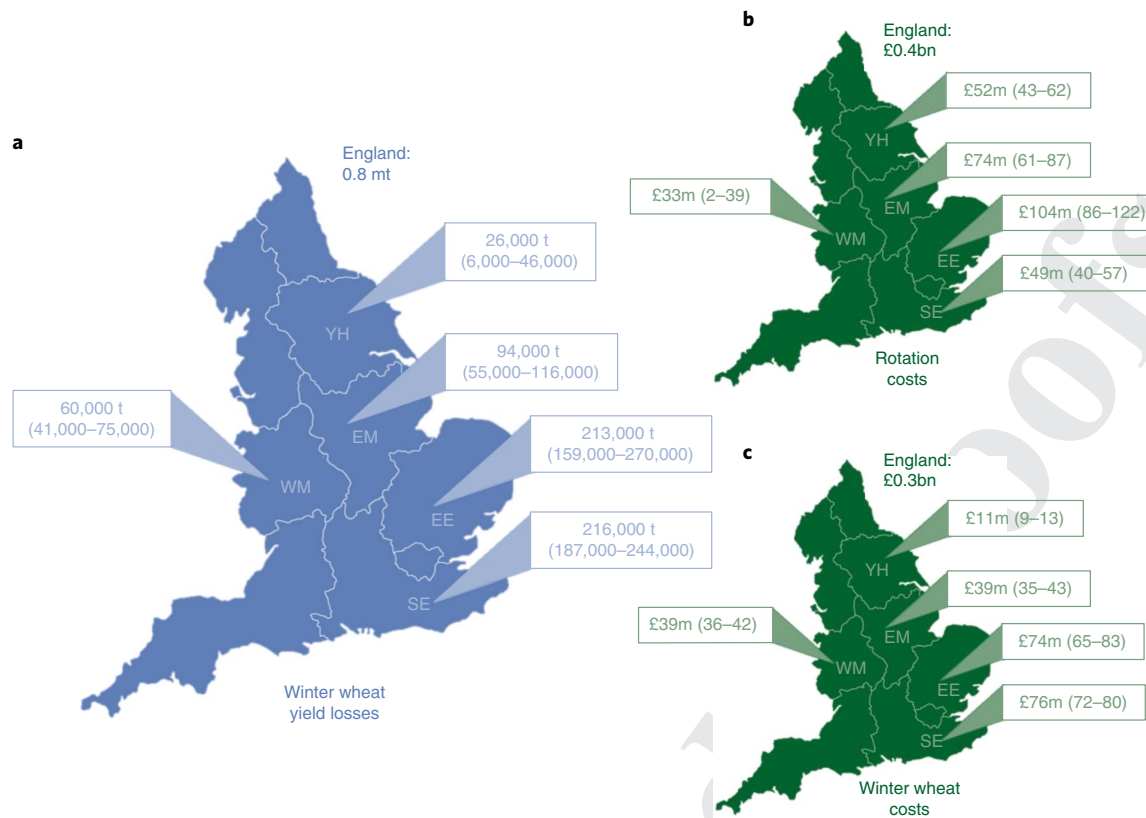 a
England:
0.8 mt
26,000 t
(6,000–46,000)
YH
94,000 t
(55,000–116,000)
60,000 t
(41,000–75,000)
EM
213,000 t
(159,000–270,000)
WM
EE
216,000 t
(187,000–244,000)
SE
Winter wheat
yield losses
b
England:
£0.4bn
£52m (43–62)
YH
£74m (61–87)
£33m (2–39)
EM
£104m (86–122)
WM
EE
£49m (40–57)
SE
Rotation
costs
c
England:
£0.3bn
£11m (9–13)
YH
£39m (35–43)
£39m (36–42)
EM
£74m (65–83)
WM
EE
£76m (72–80)
SE
Winter wheat
costs